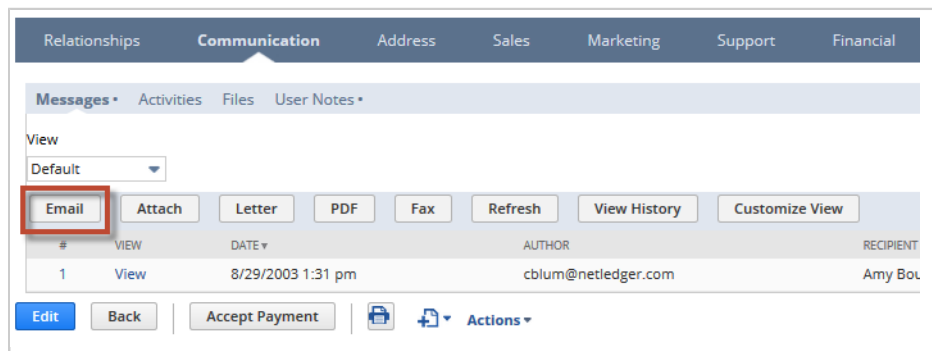 Relationships Communication Address Sales Marketing Support Financial
Messages • Activities Files User Notes •
View
Default
Email Attach Letter PDF Fax Refresh View History Customize View
# VIEW DATE AUTHOR RECIPIENT
1 View 8/29/2003 1:31 pm cblum@netledger.com Amy Bou
Edit Back Accept Payment Actions